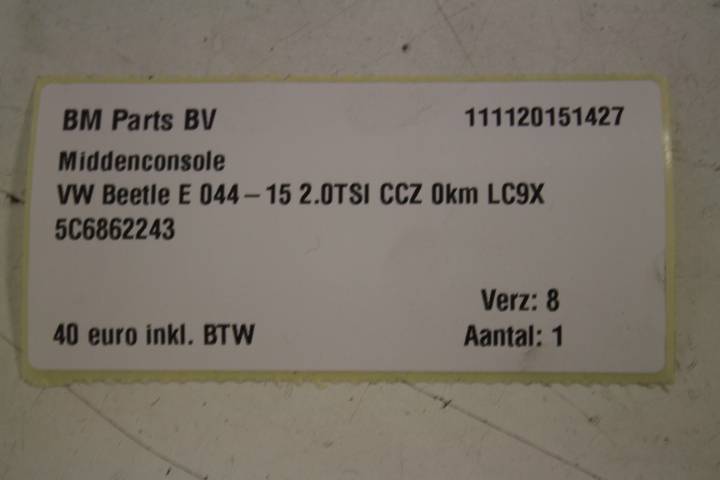 BM Parts BV 111120151427
Middenconsole
VW Beetle E 044-15 2.0TSI CCZ 0km LC9X
5C6862243
Verz: 8
40 euro inkl. BTW Aantal: 1